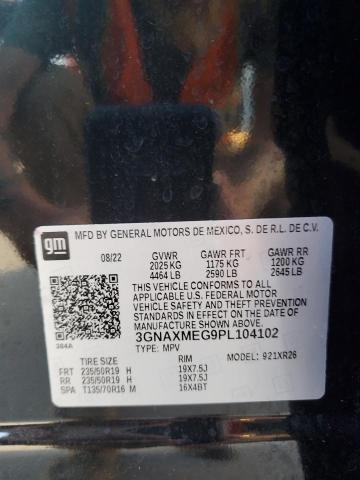 gm
MFD BY GENERAL MOTORS DE MEXICO, S. DE R.L. DE C.V.
08/22 GVWR GAWR FRT GAWR RR
2025 KG 1175 KG 1200 KG
4464 LB 2590 LB 2645 LB
THIS VEHICLE CONFORMS TO ALL
APPLICABLE U.S. FEDERAL MOTOR
VEHICLE SAFETY AND THEFT PREVENTION
STANDARDS IN EFFECT ON THE DATE OF
MANUFACTURE SHOWN ABOVE.
384A 3GNAXMEG9PL104102
TYPE: MPV MODEL: 921XR26
TIRE SIZE RIM
FRT 235/50R19 H 19X7.5J
RR 235/50R19 H 19X7.5J
SPA T135/70R16 M 16X4BT